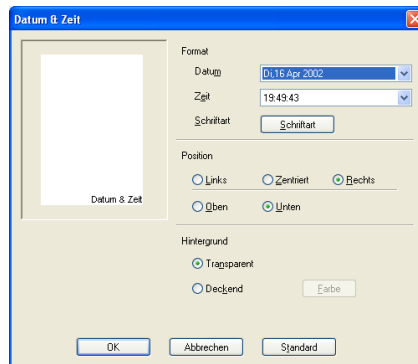 Datum & Zeit
Format
Datum Di,16 Apr 2002
Zeit 19:49:43
Schriftart Schriftart
Datum & Zeit
Position
Links Zentriert Rechts
Oben Unten
Hintergrund
Transparent
Deckend Farbe
OK Abbrechen Standard